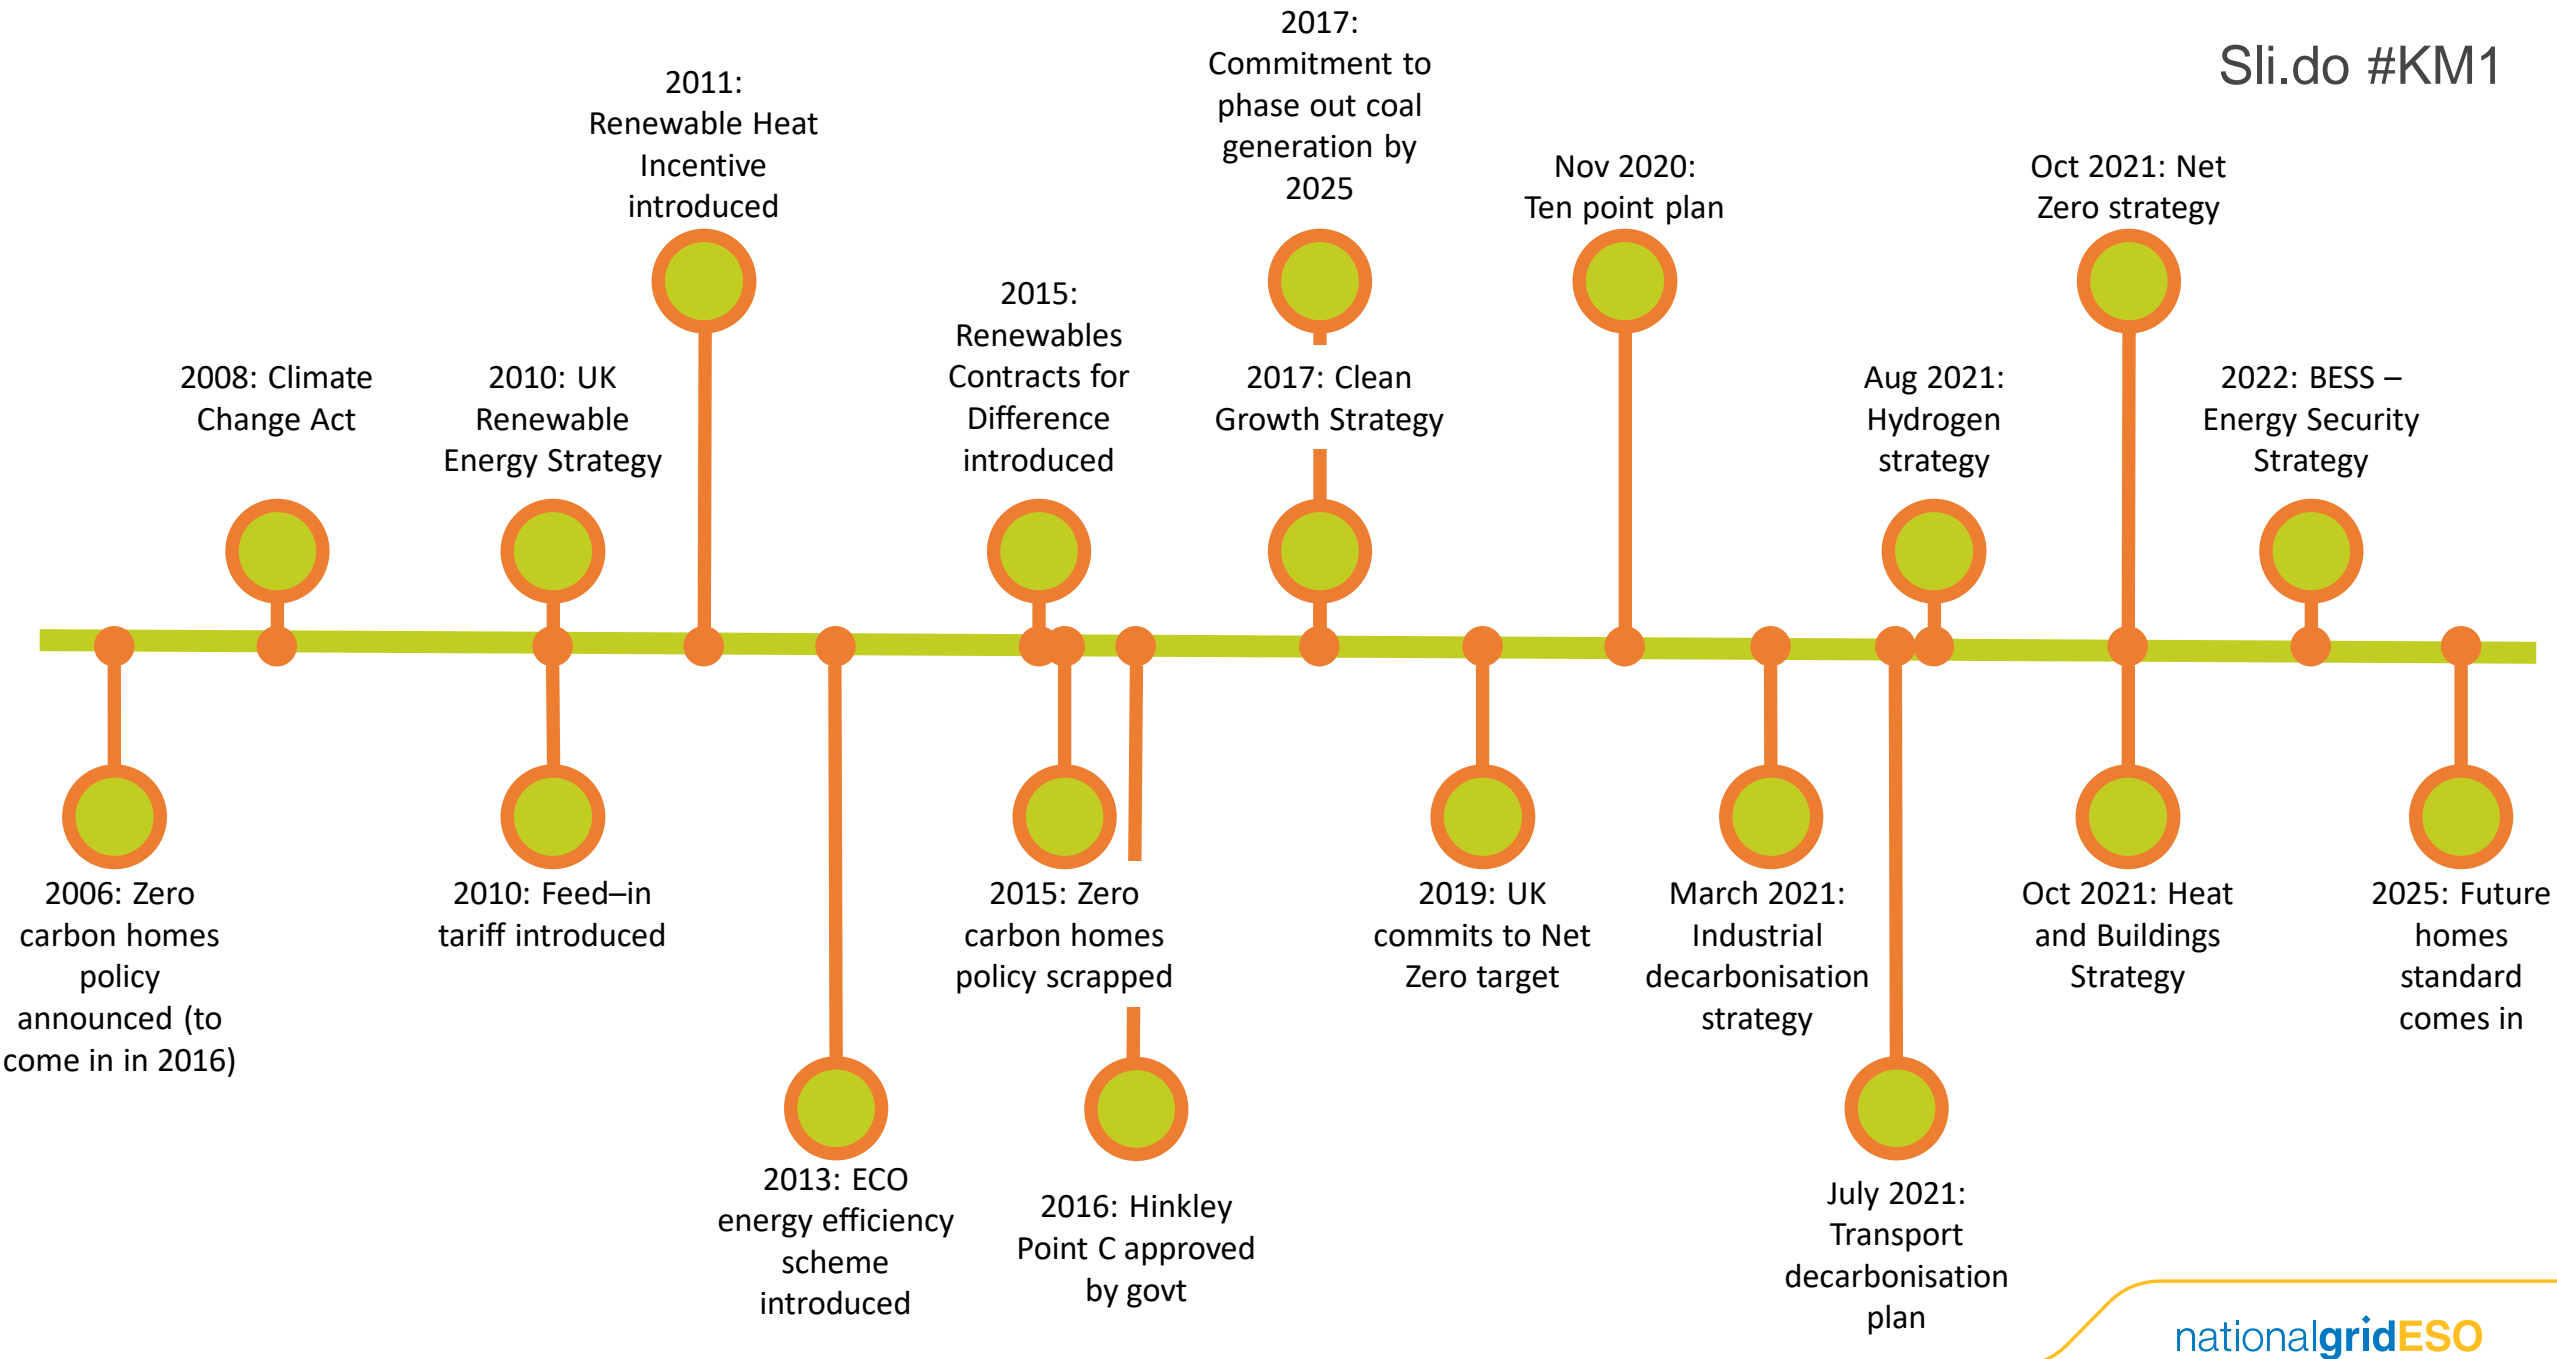 Sli.do #KM1
2006: Zero
carbon homes
policy
announced (to
come in in 2016)
2008: Climate
Change Act
2010: UK
Renewable
Energy Strategy
2010: Feed–in
tariff introduced
2011:
Renewable Heat
Incentive
introduced
2013: ECO
energy efficiency
scheme
introduced
2015:
Renewables
Contracts for
Difference
introduced
2015: Zero
carbon homes
policy scrapped
2016: Hinkley
Point C approved
by govt
2017:
Commitment to
phase out coal
generation by
2025
2017: Clean
Growth Strategy
2019: UK
commits to Net
Zero target
Nov 2020:
Ten point plan
March 2021:
Industrial
decarbonisation
strategy
July 2021:
Transport
decarbonisation
plan
Aug 2021:
Hydrogen
strategy
Oct 2021: Net
Zero strategy
Oct 2021: Heat
and Buildings
Strategy
2022: BESS –
Energy Security
Strategy
2025: Future
homes
standard
comes in
nationalgridESO